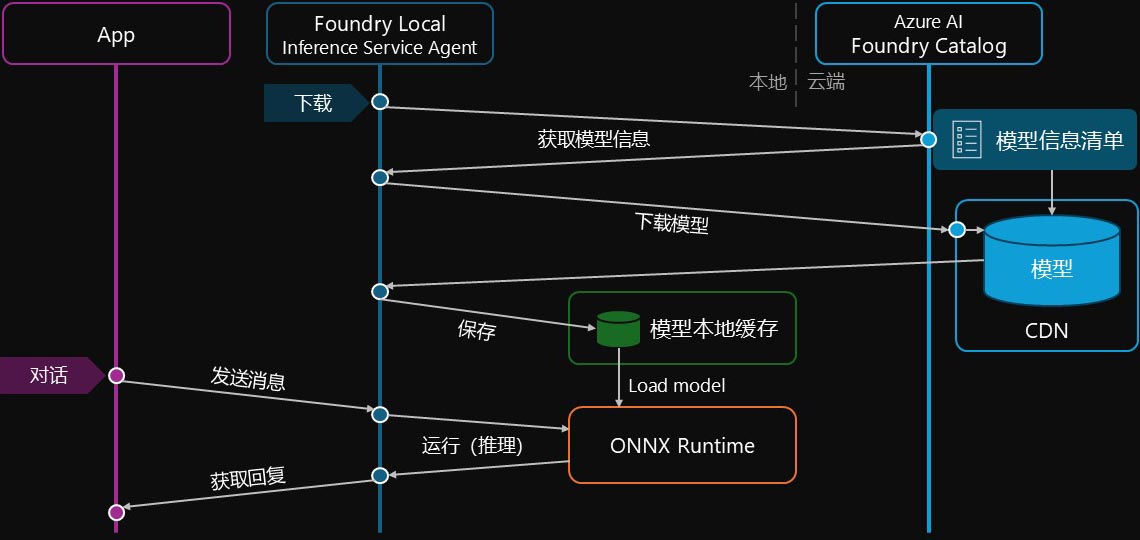 App
Foundry Local
Inference Service Agent
Azure AI
Foundry Catalog
本地
云端
下载
获取模型信息
模型信息清单
下载模型
模型
CDN
保存
模型本地缓存
对话
发送消息
Load model
运行（推理）
ONNX Runtime
获取回复